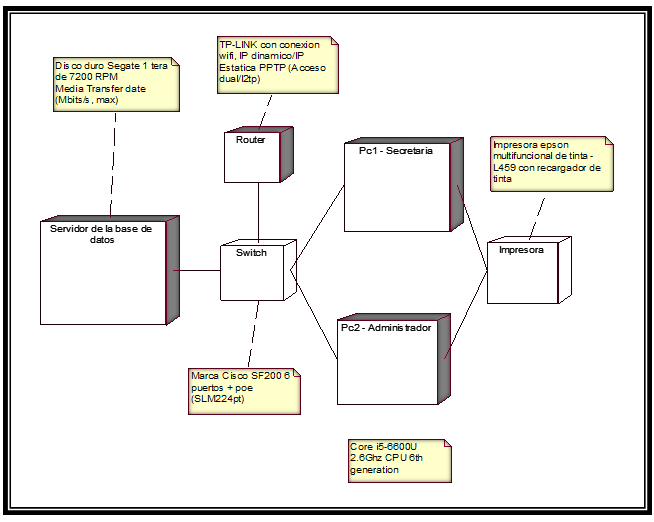 TP-LINK con conexion
wifi, IP dinamico/IP
Estatica PPTP (Acceso
dual/l2tp)
Disco duro Segate 1 tera
de 7200 RPM
Media Transfer date
(Mbits/s, max)
Router
Pc1 - Secretaria
Impresora epson
multifuncional de tinta -
L459 con recargador de
tinta
Servidor de la base de
datos
Switch
Impresora
Pc2 - Administrador
Marca Cisco SF200 6
puertos + poe
(SLM224pt)
Core i5-6600U
2.6Ghz CPU 6th
generation